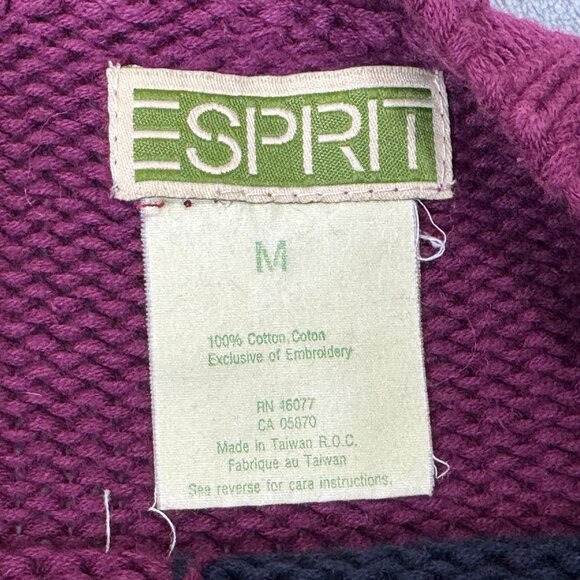 ESPRIT
M
100% Cotton, Coton
Exclusive of Embroidery
RN 46077
CA 05870
Made in Taiwan R.O.C.
Fabrique au Taiwan
See reverse for care instructions.